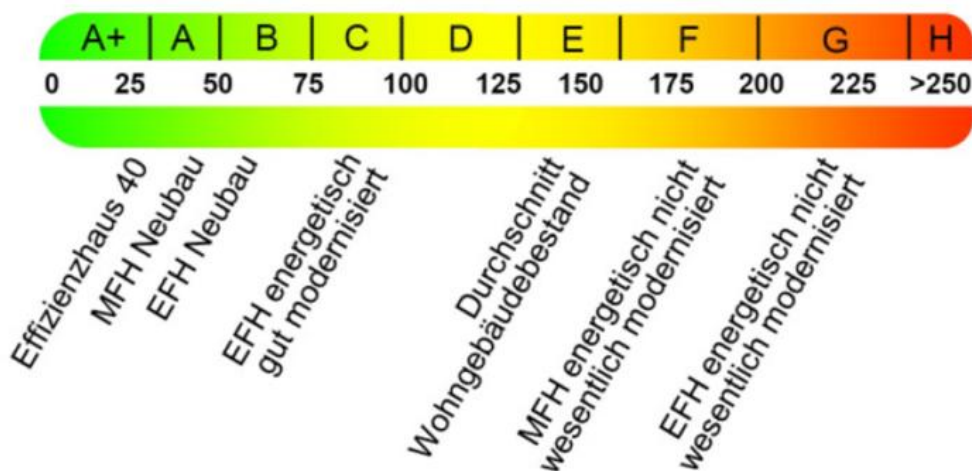 A+ A B C D E F G H
0 25 50 75 100 125 150 175 200 225 >250
Effizienzhaus 40
MFH Neubau
EFH Neubau
EFH energetisch
gut modernisiert
Durchschnitt
Wohngebäudebestand
MFH energetisch nicht
wesentlich modernisiert
EFH energetisch nicht
wesentlich modernisiert